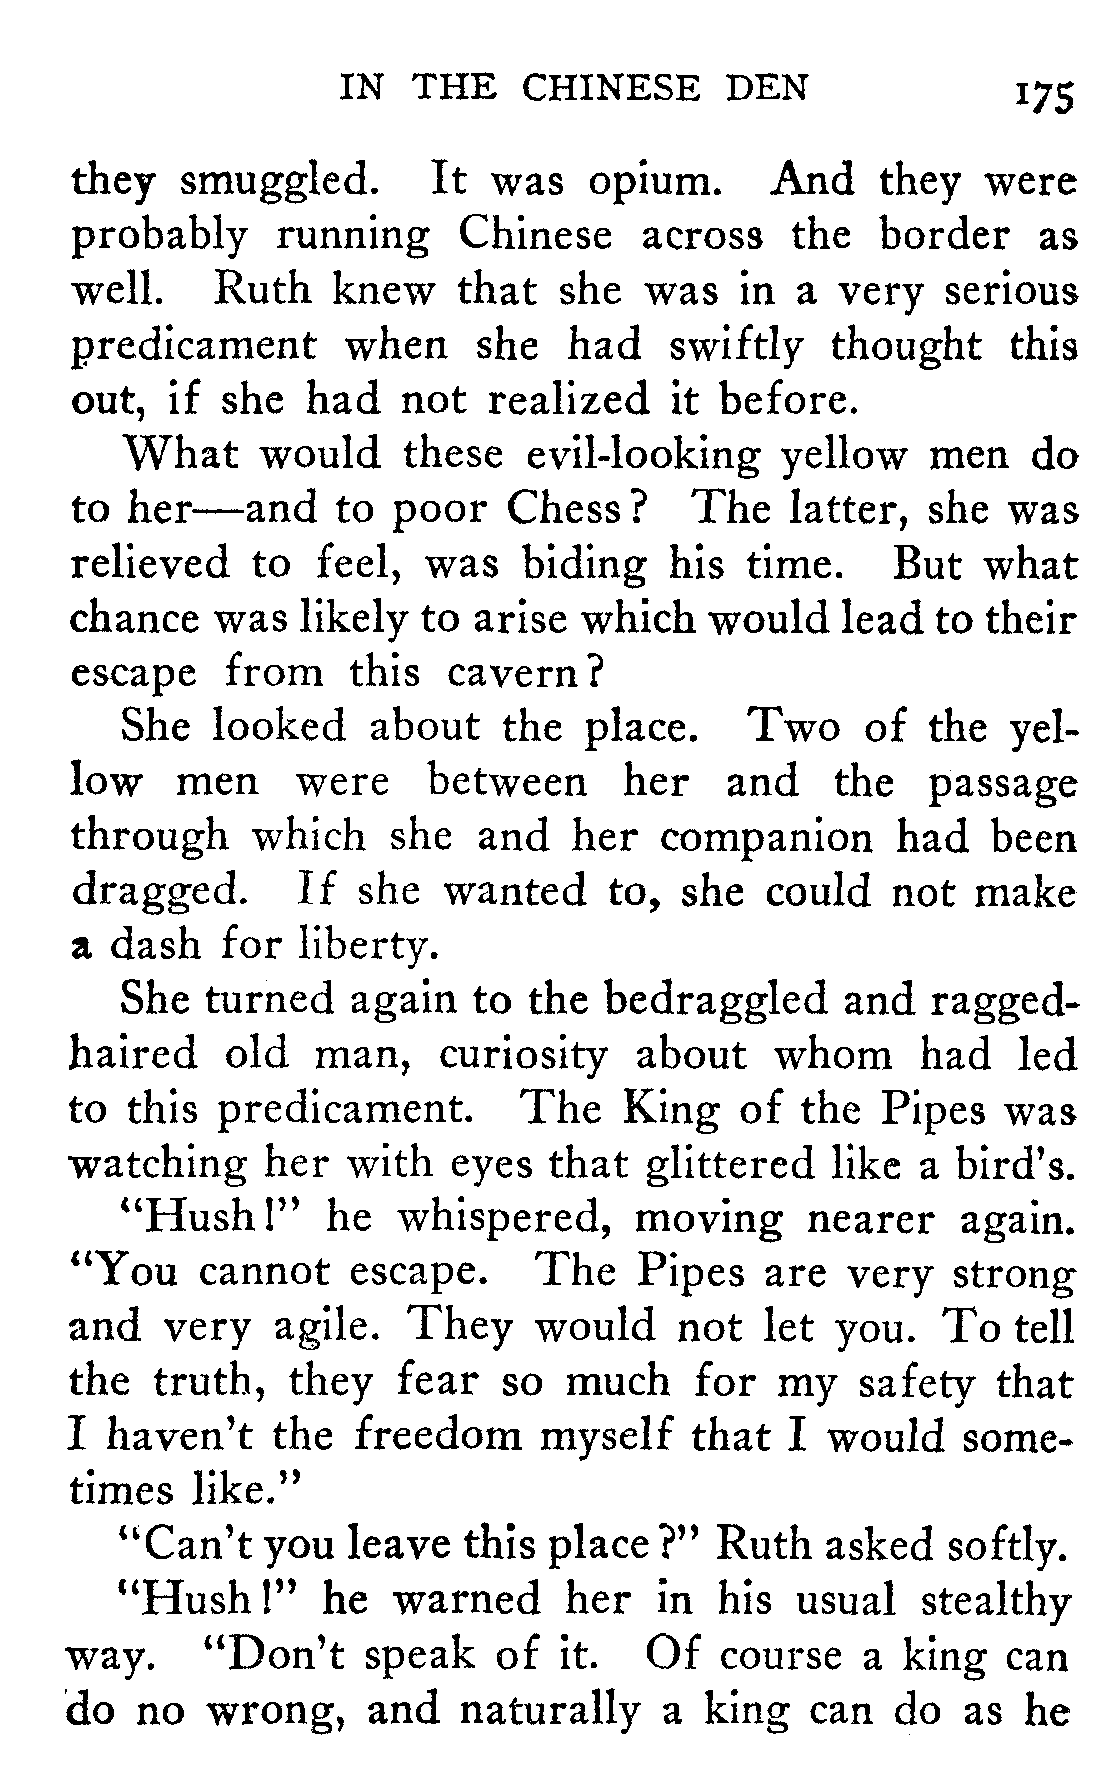 IN THE CHINESE DEN 175
they smuggled. It was opium. And they were
probably running Chinese across the border as
well. Ruth knew that she was in a very serious
predicament when she had swiftly thought this
out, if she had not realized it before.
What would these evil-looking yellow men do
to her—and to poor Chess? The latter, she was
relieved to feel, was biding his time. But what
chance was likely to arise which would lead to their
escape from this cavern?
She looked about the place. Two of the yel-
low men were between her and the passage
through which she and her companion had been
dragged. If she wanted to, she could not make
a dash for liberty.
She turned again to the bedraggled and ragged-
haired old man, curiosity about whom had led
to this predicament. The King of the Pipes was
watching her with eyes that glittered like a bird's.
"Hush!" he whispered, moving nearer again.
"You cannot escape. The Pipes are very strong
and very agile. They would not let you. To tell
the truth, they fear so much for my safety that
I haven't the freedom myself that I would some-
times like."
"Can't you leave this place?" Ruth asked softly.
"Hush!" he warned her in his usual stealthy
way. "Don't speak of it. Of course a king can
do no wrong, and naturally a king can do as he